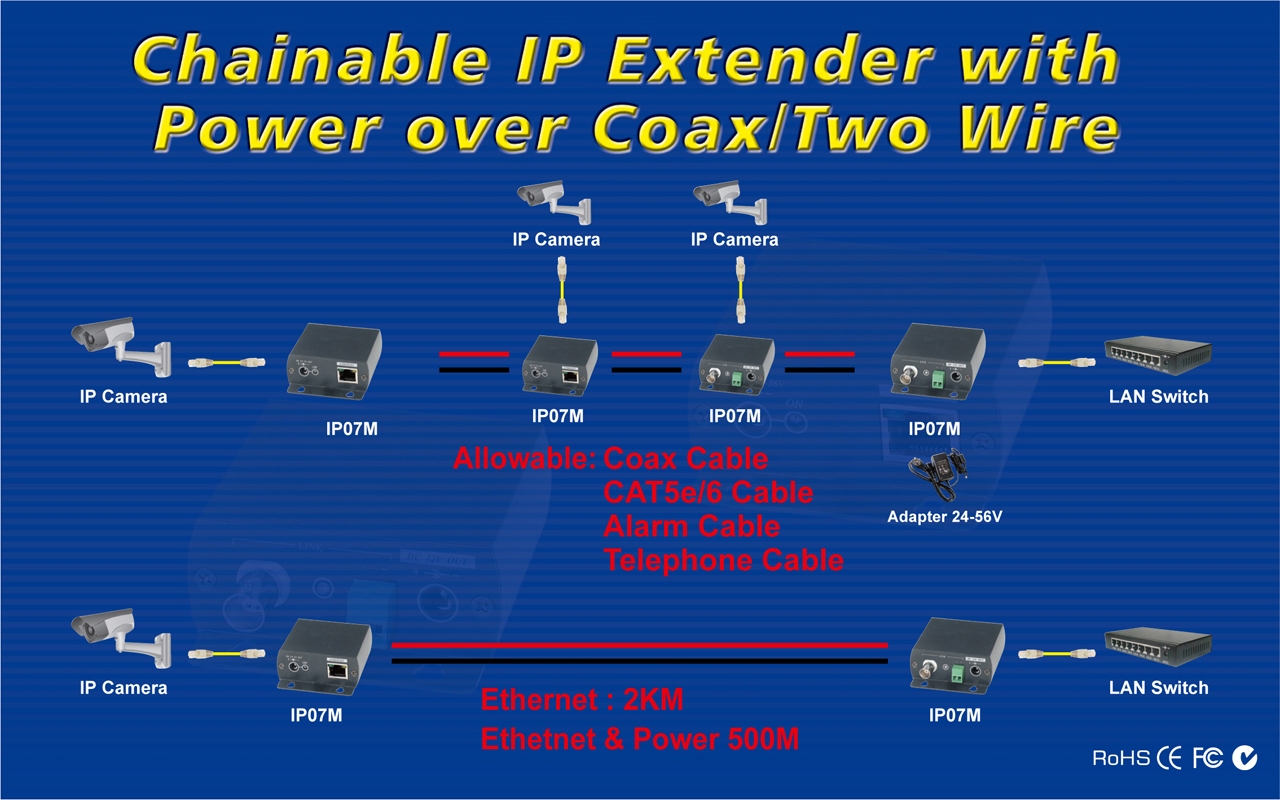 Chainable IP Extender with
Power over Coax/Two Wire
IP Camera
IP Camera
IP Camera
LAN Switch
IP07M
IP07M
IP07M
IP07M
Allowable: Coax Cable
CAT5e/6 Cable
Alarm Cable
Telephone Cable
Adapter 24-56V
IP Camera
LAN Switch
IP07M
IP07M
Ethernet : 2KM
Ethetnet & Power 500M
RoHS CE FC